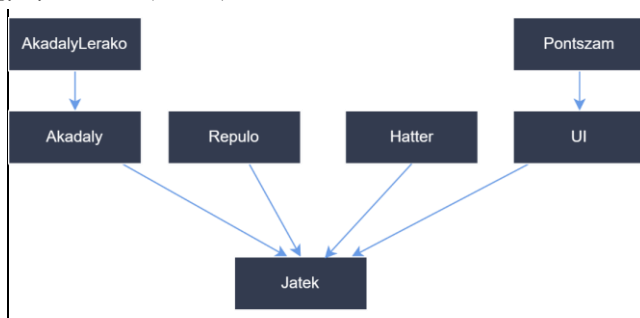 AkadalyLerako
Pontszam
Akadaly
Repulo
Hatter
UI
Jatek